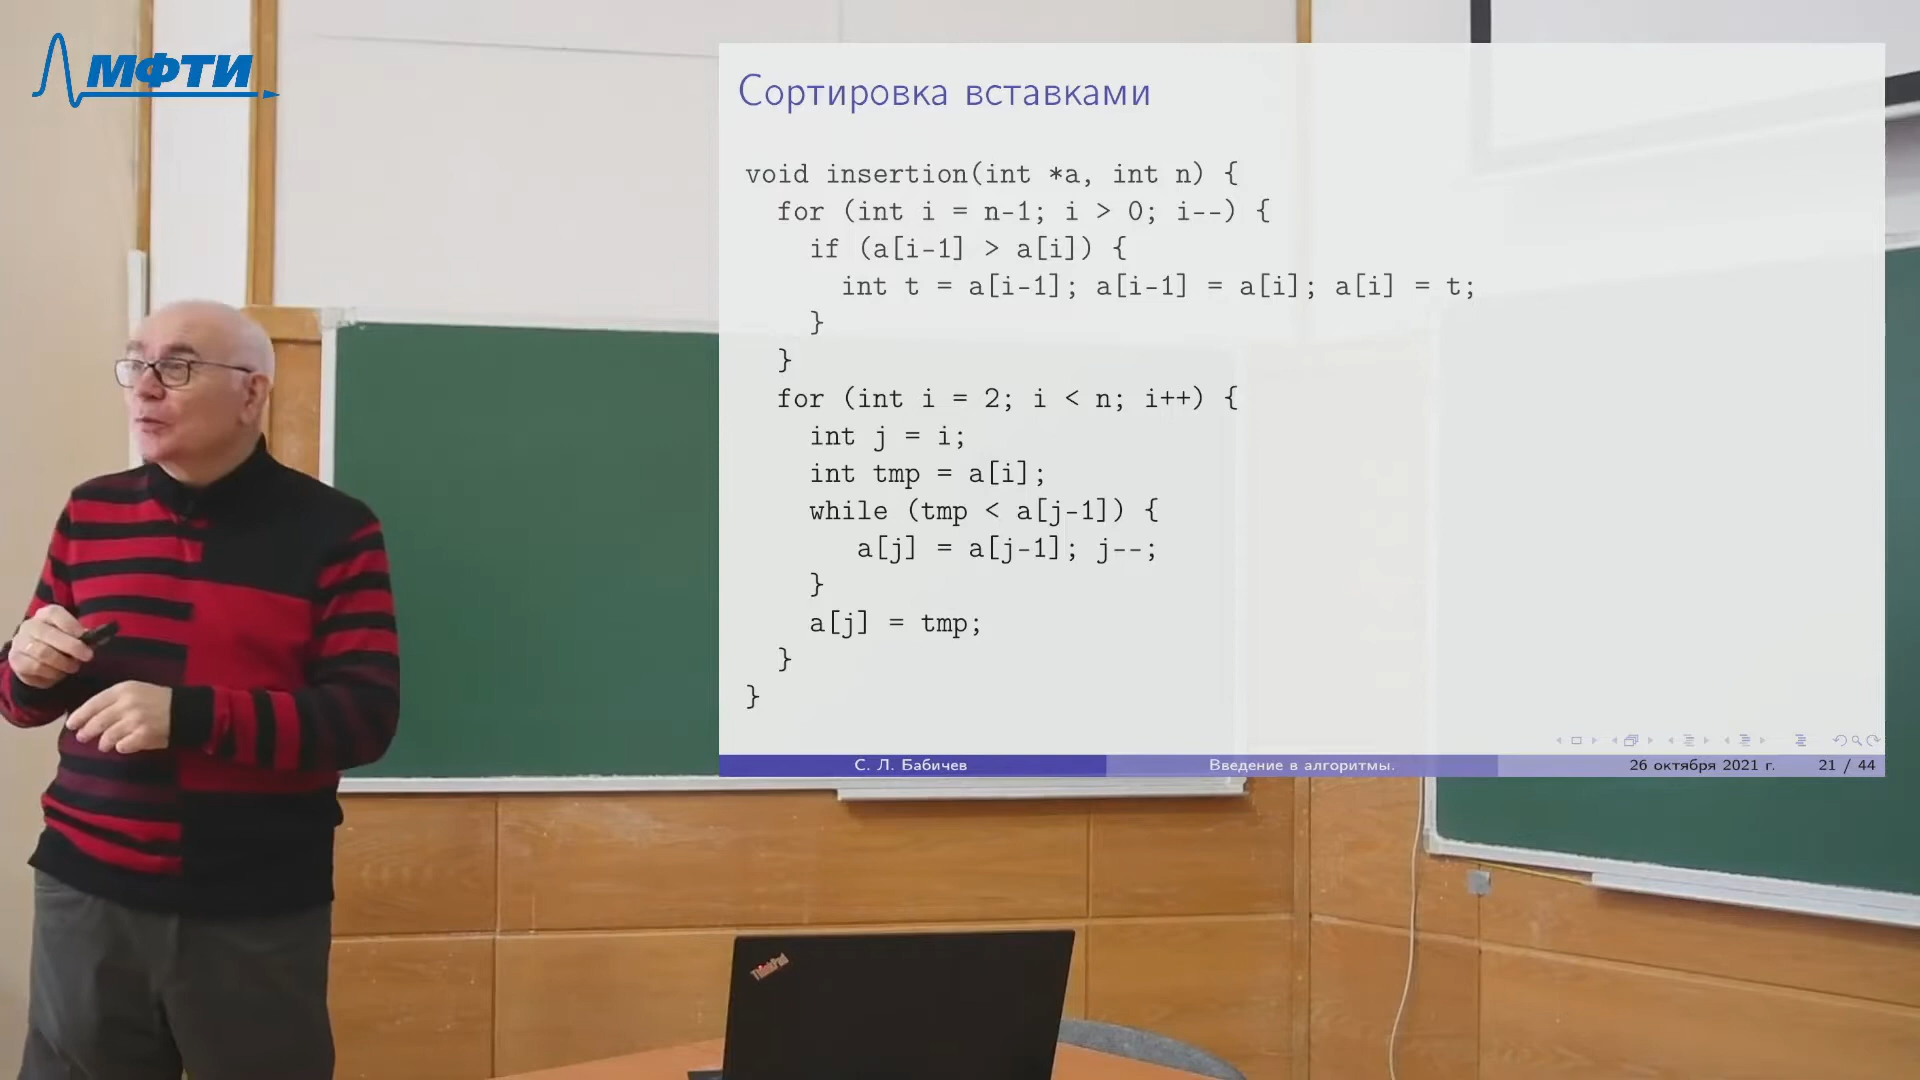 МФТИ
Сортировка вставками
void insertion(int *a, int n) {
for (int i = n-1; i > 0; i--) {
if (a[i-1] > a[i]) {
int t = a[i-1]; a[i-1] = a[i]; a[i] = t;
}
}
for (int i = 2; i < n; i++) {
int j = i;
int tmp = a[i];
while (tmp < a[j-1]) {
a[j] = a[j-1]; j--;
}
a[j] = tmp;
}
}
С. Л. Бабичев Введение в алгоритмы. 26 октября 2021 г. 21 / 44
ThinkPad